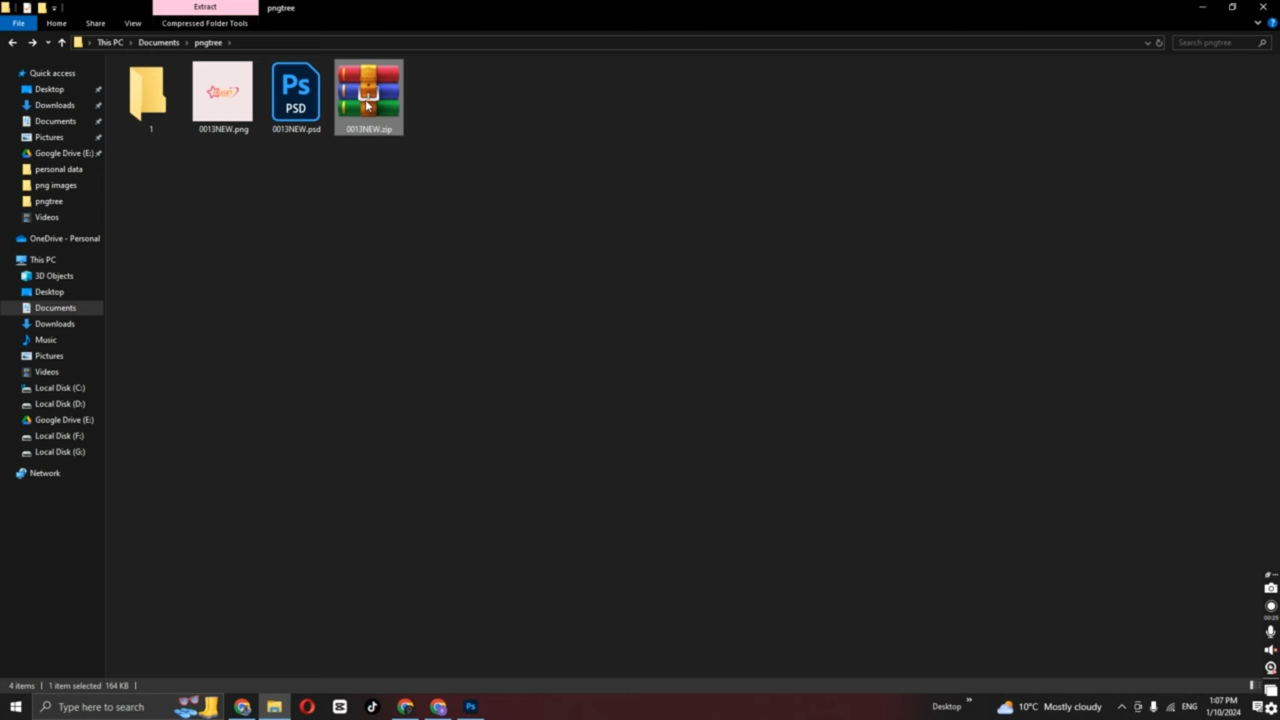 Extract
pngtree
File
Home
Share
View
Compressed Folder Tools
This PC
Documents
pngtree
Search pngtree
Quick access
Desktop
Downloads
Documents
Pictures
Google Drive (E:)
personal data
png images
pngtree
Videos
OneDrive - Personal
This PC
3D Objects
Desktop
Documents
Downloads
Music
Pictures
Videos
Local Disk (C:)
Local Disk (D:)
Google Drive (E:)
Local Disk (F:)
Local Disk (G:)
Network
1
0013NEW.png
Ps
PSD
0013NEW.psd
0013NEW.zip
00:25
4 items
1 item selected 164 KB
Type here to search
Ps
Desktop
10°C Mostly cloudy
ENG
1:07 PM
1/10/2024